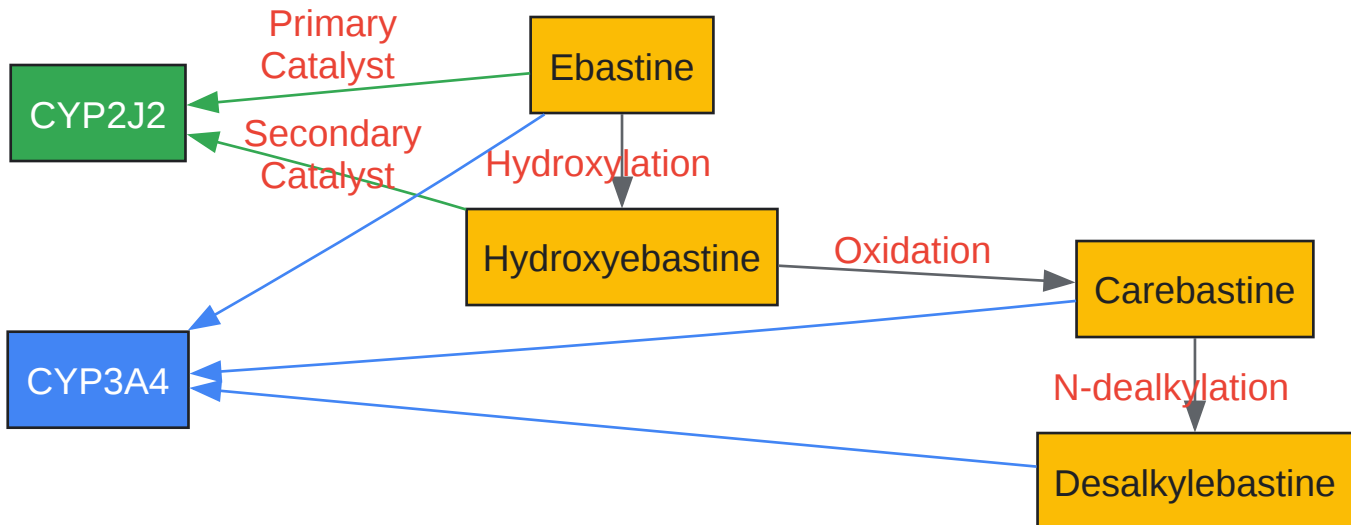 Primary
Catalyst
Ebastine
CYP2J2
Secondary
Catalyst
Hydroxylation
Hydroxyebastine
Oxidation
Carebastine
CYP3A4
N-dealkylation
Desalkylebastine